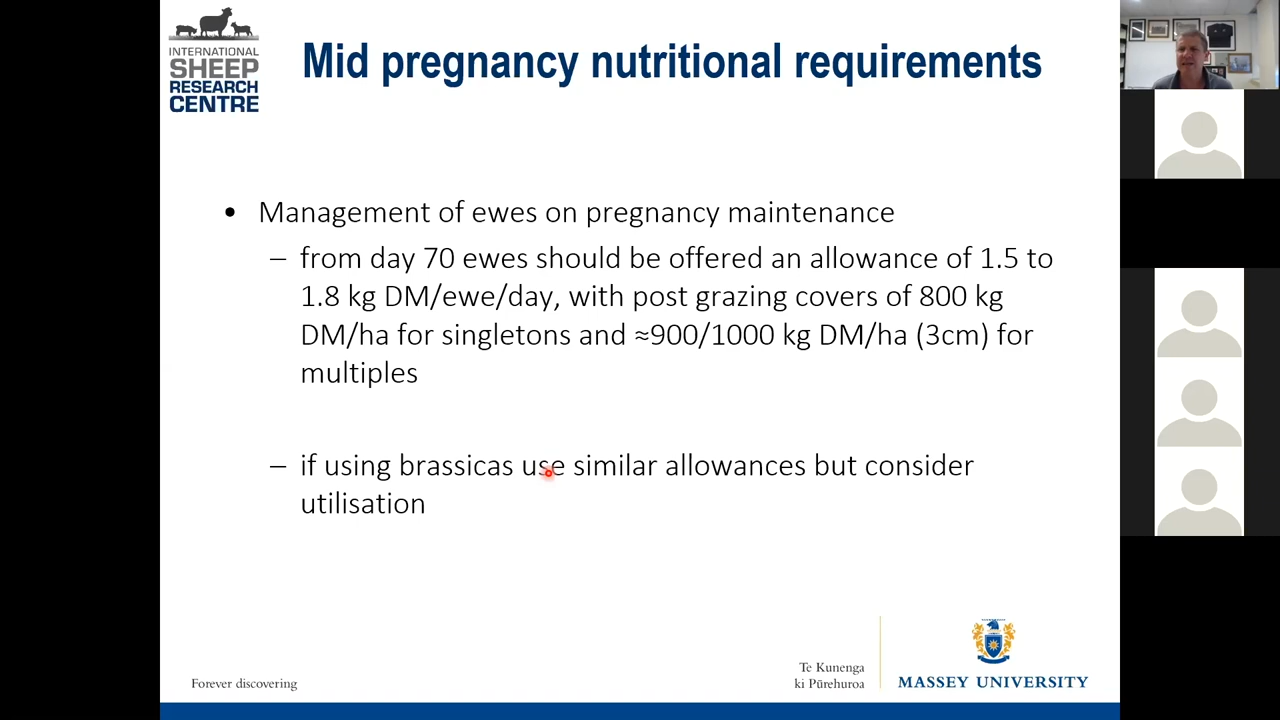 INTERNATIONAL
SHEEP
RESEARCH
CENTRE
Mid pregnancy nutritional requirements
• Management of ewes on pregnancy maintenance
– from day 70 ewes should be offered an allowance of 1.5 to
1.8 kg DM/ewe/day, with post grazing covers of 800 kg
DM/ha for singletons and ≈900/1000 kg DM/ha (3cm) for
multiples
– if using brassicas use similar allowances but consider
utilisation
Forever discovering
Te Kunenga
ki Pūrehuroa
MASSEY UNIVERSITY